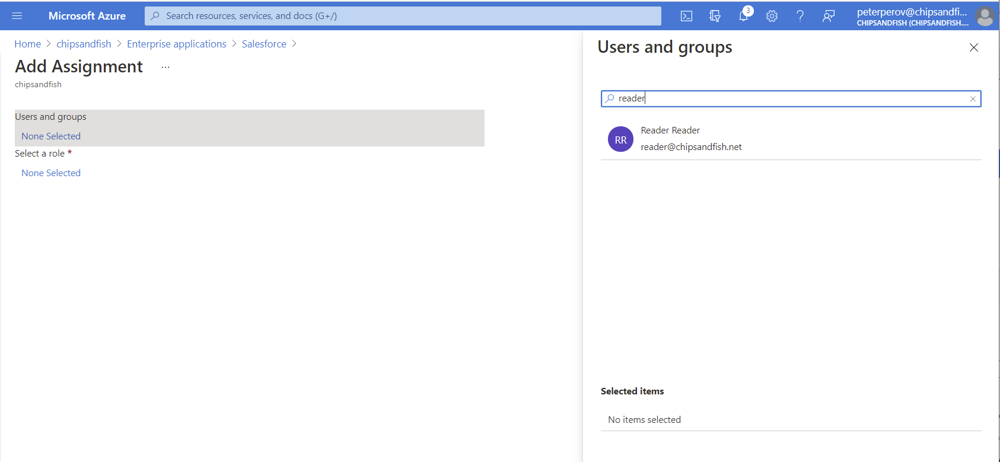 Microsoft Azure
Search resources, services, and docs (G+/)
3
peterperov@chipsandfi...
CHIPSANDFISH (CHIPSANDFISH....
Home > chipsandfish > Enterprise applications > Salesforce >
Add Assignment ...
chipsandfish
Users and groups
None Selected
Select a role *
None Selected
Users and groups
reader
RR
Reader Reader
reader@chipsandfish.net
Selected items
No items selected